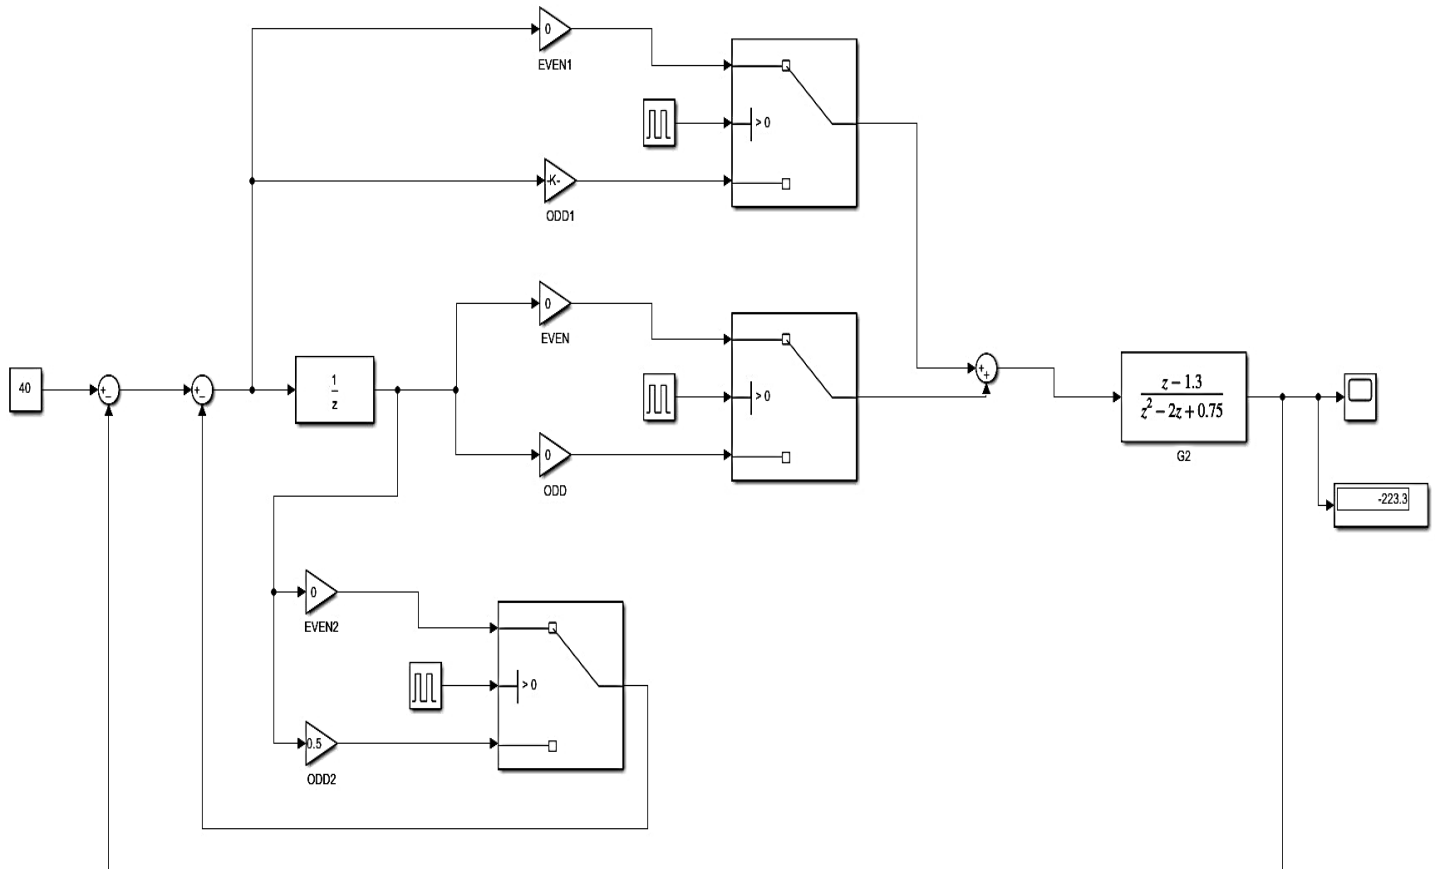 0
EVEN1
> 0
-K-
ODD1
0
EVEN
40
+
−
+
−
1
z
> 0
+
+
z − 1.3
z² − 2z + 0.75
G2
0
ODD
-223.3
0
EVEN2
> 0
0.5
ODD2